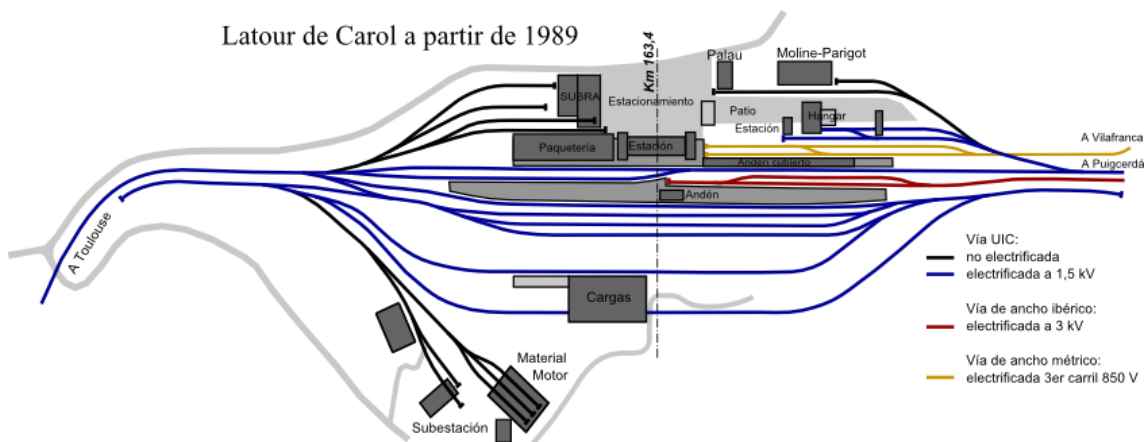 Latour de Carol a partir de 1989
Km 163,4
Palau
Moline-Parigot
SUBRA
Estacionamiento
Patio
Hangar
Estación
Paquetería
Estación
Andén cubierto
A Vilafranca
A Puigcerdá
Andén
A Toulouse
Cargas
Material
Motor
Subestación
Vía UIC:
no electrificada
electrificada a 1,5 kV
Vía de ancho ibérico:
electrificada a 3 kV
Vía de ancho métrico:
electrificada 3er carril 850 V